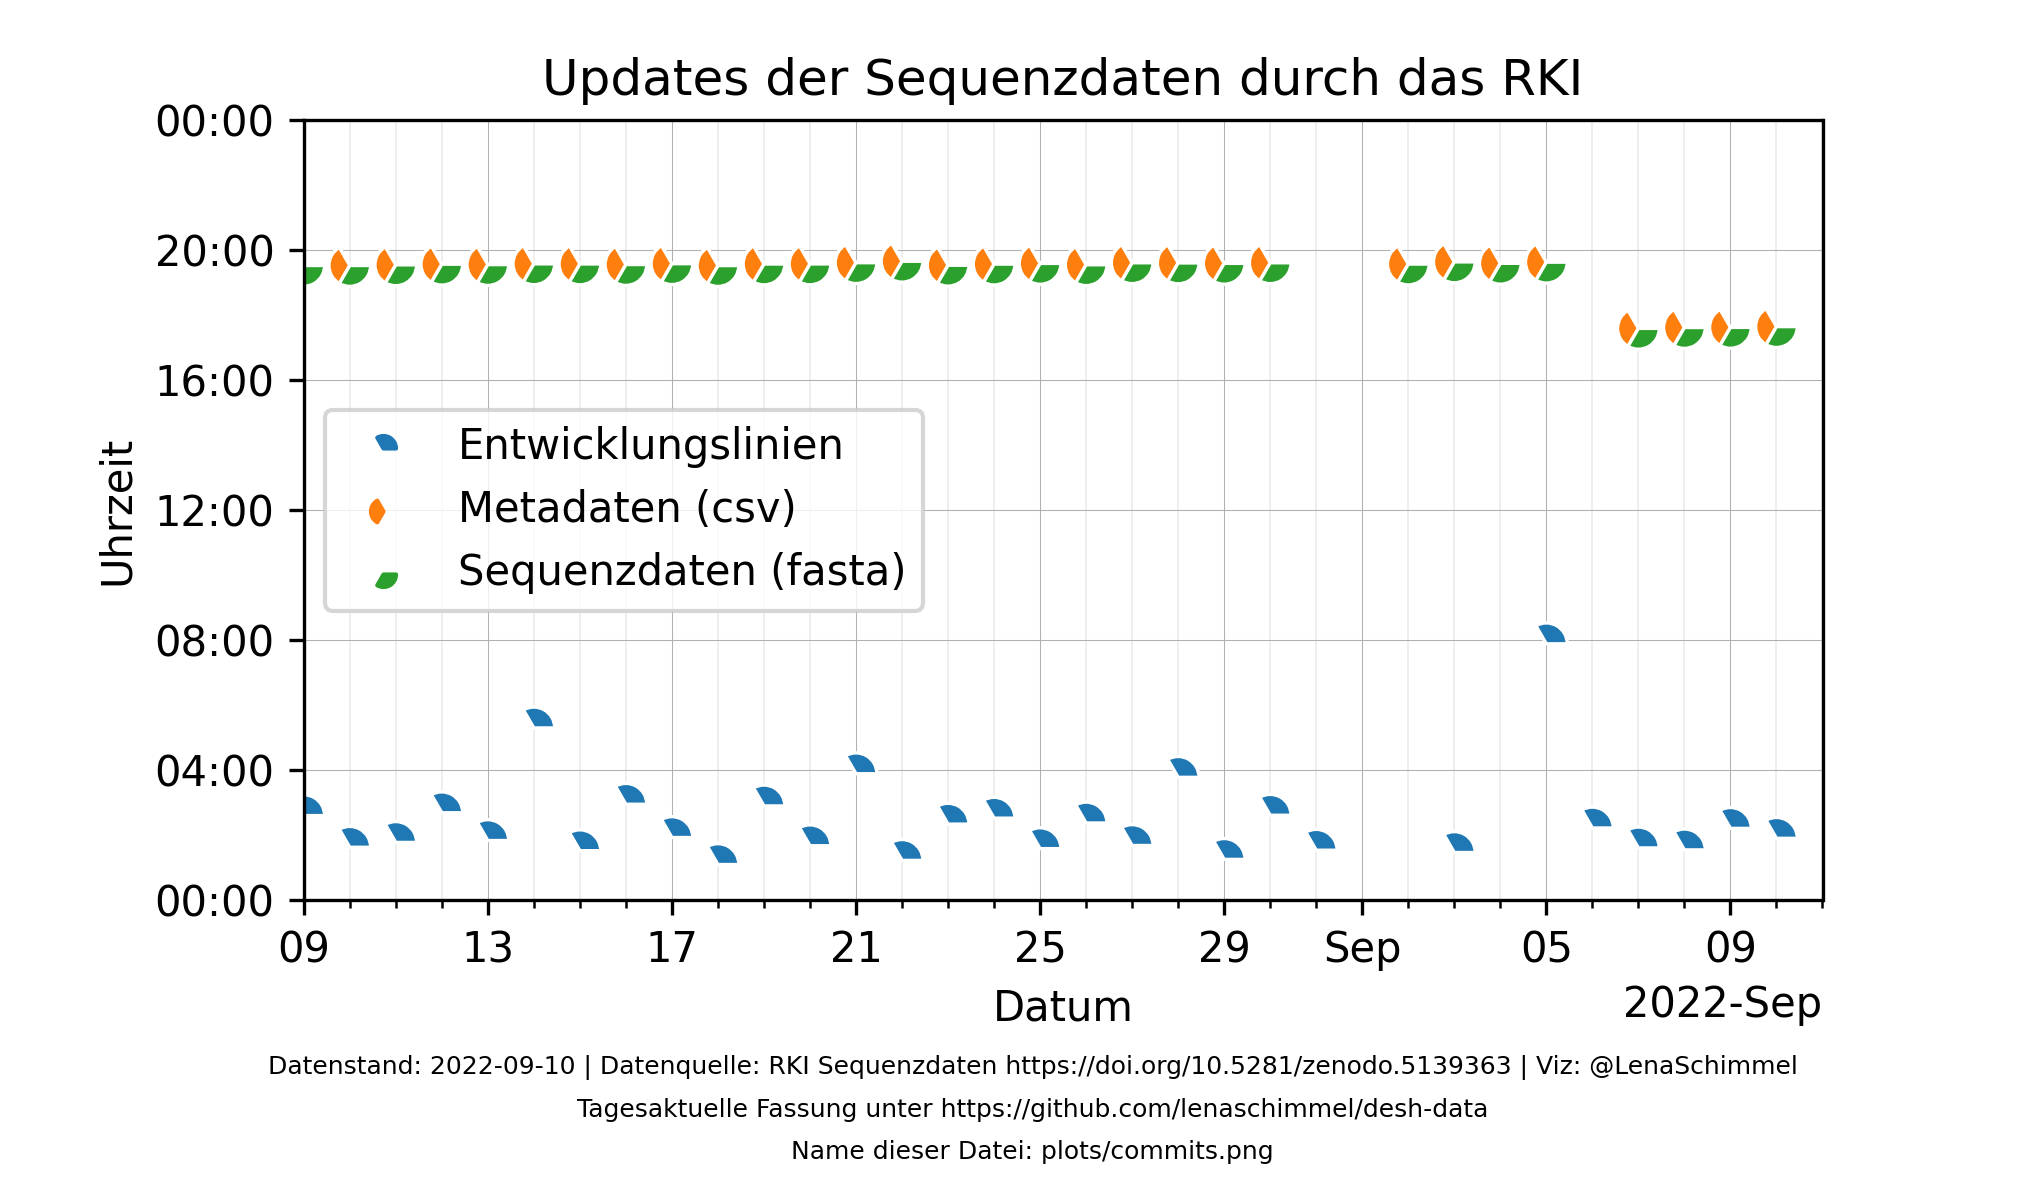 Updates der Sequenzdaten durch das RKI
00:00
20:00
16:00
12:00
08:00
04:00
00:00
Uhrzeit
Entwicklungslinien
Metadaten (csv)
Sequenzdaten (fasta)
09 13 17 21 25 29 Sep 05 09
2022-Sep
Datum
Datenstand: 2022-09-10 | Datenquelle: RKI Sequenzdaten https://doi.org/10.5281/zenodo.5139363 | Viz: @LenaSchimmel
Tagesaktuelle Fassung unter https://github.com/lenaschimmel/desh-data
Name dieser Datei: plots/commits.png